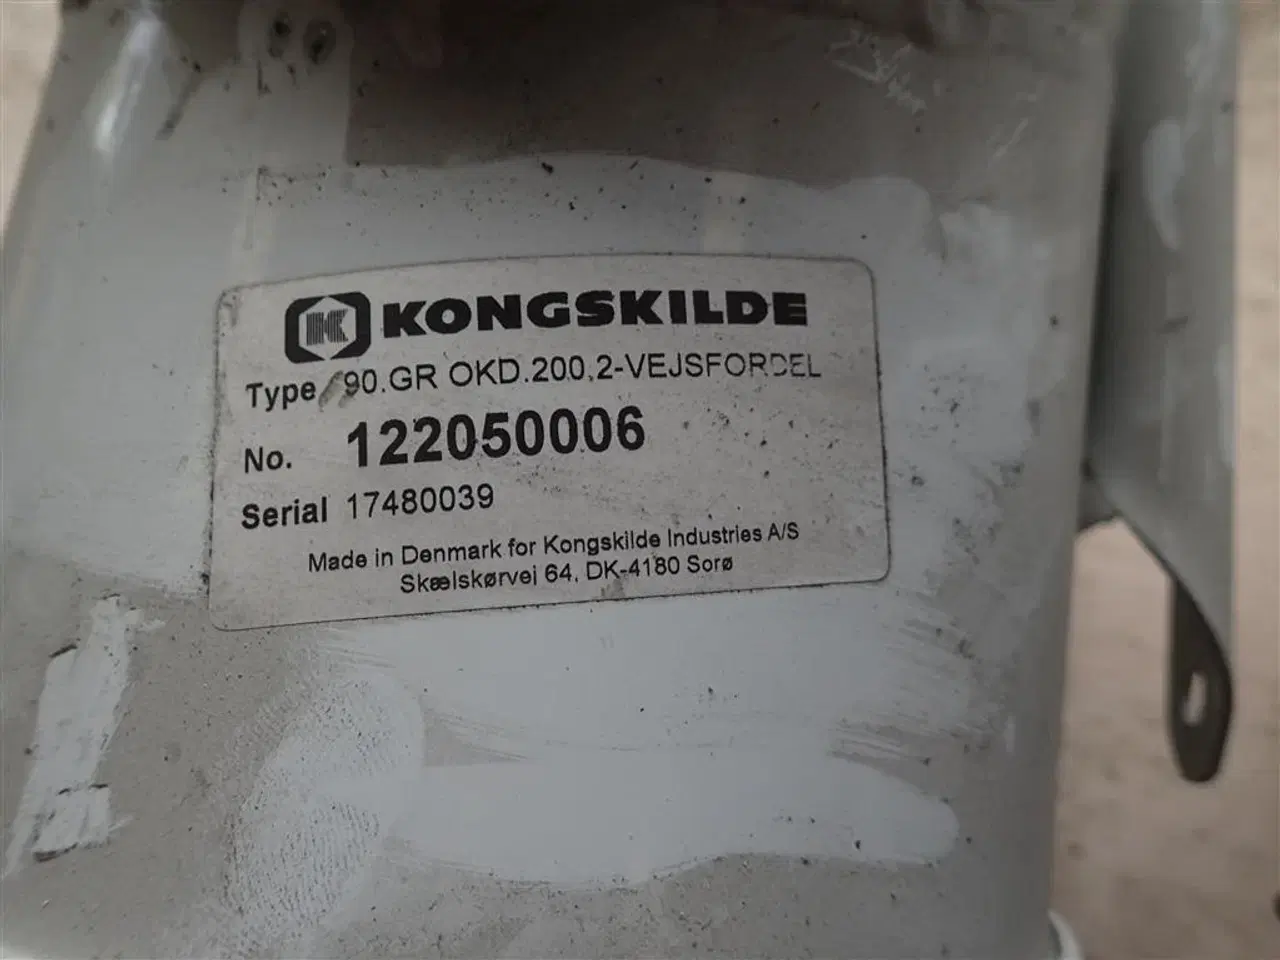 K KONGSKILDE
Type 90.GR OKD.200,2-VEJSFORDEL
No. 122050006
Serial 17480039
Made in Denmark for Kongskilde Industries A/S
Skælskørvej 64, DK-4180 Sorø